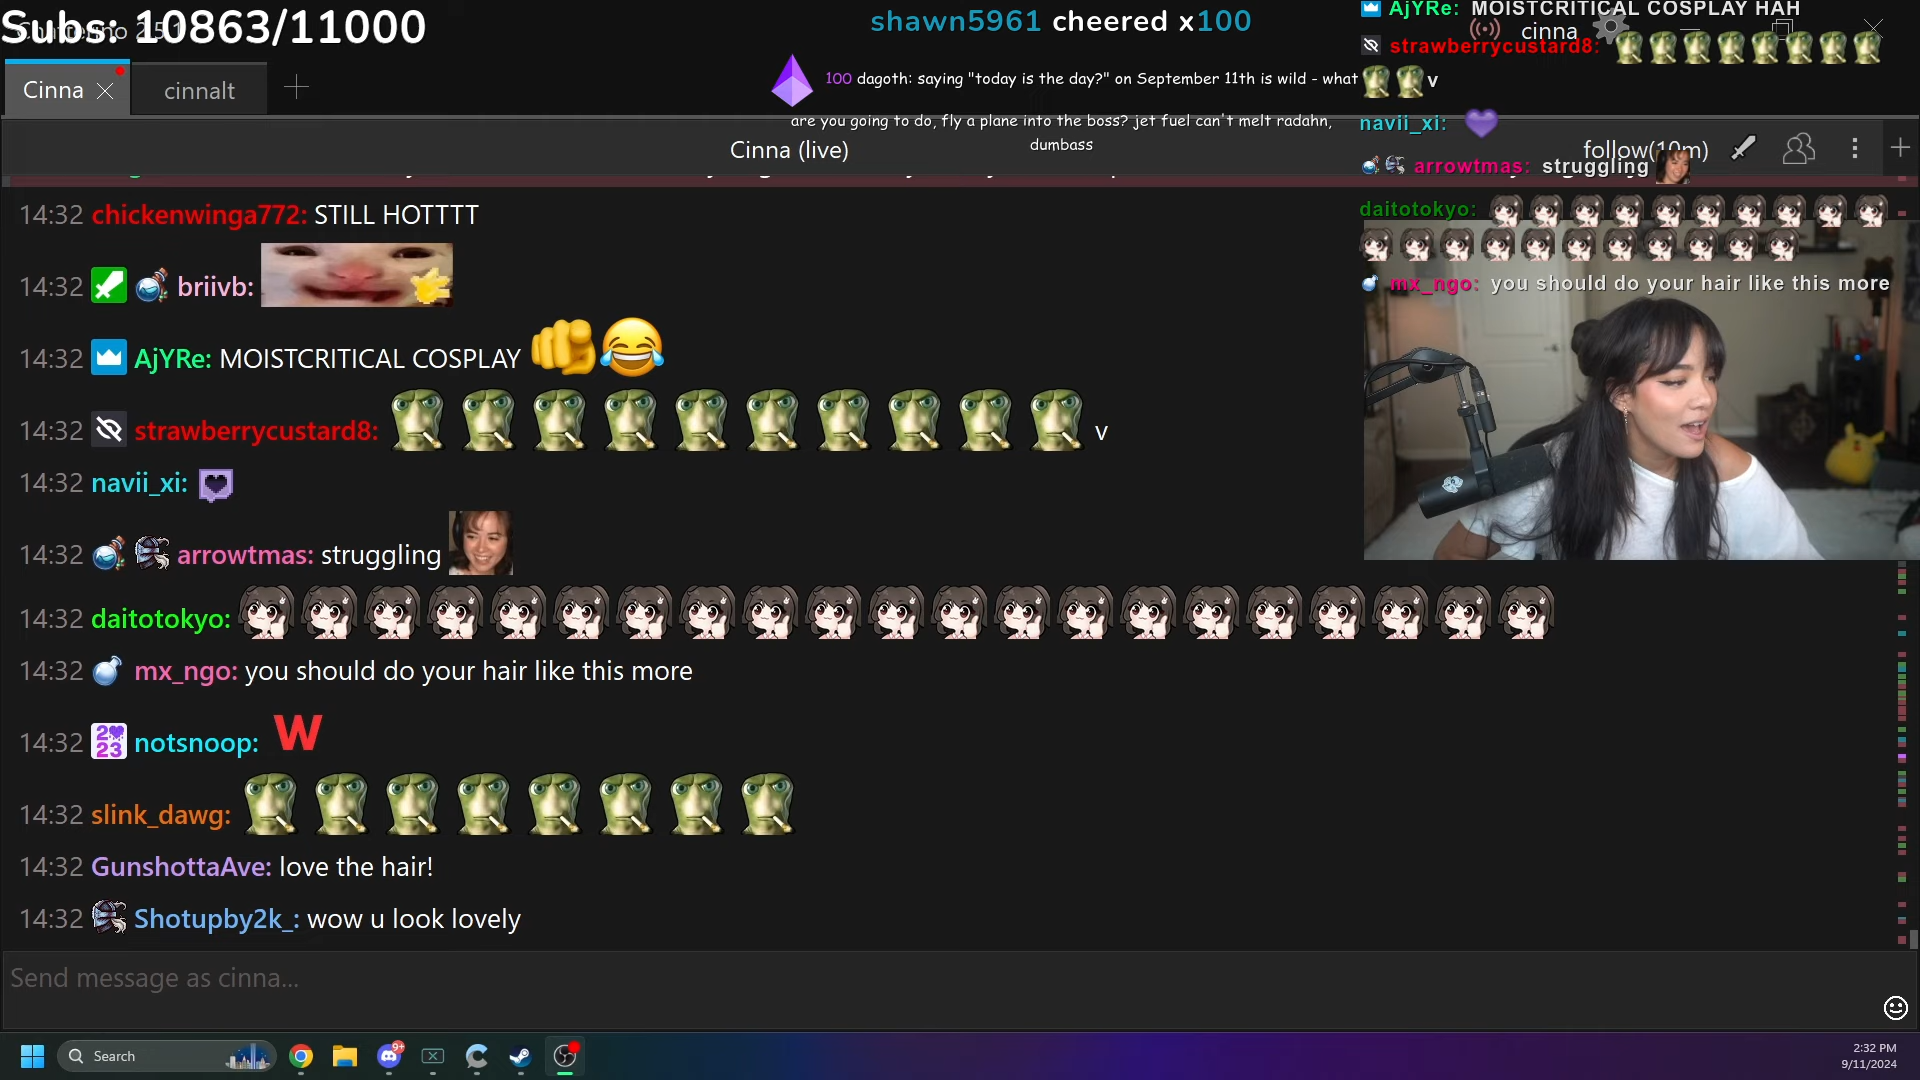 Subs: 10863/11000
shawn5961 cheered x100
100 dagoth: saying "today is the day?" on September 11th is wild - what
are you going to do, fly a plane into the boss? jet fuel can't melt radahn,
dumbass
cinna
Cinna
cinnalt
Cinna (live)
follow(10m)
AjYRe: MOISTCRITICAL COSPLAY HAH
strawberrycustard8:
v
navii_xi:
arrowtmas: struggling
daitotokyo:
mx_ngo: you should do your hair like this more
14:32 chickenwinga772: STILL HOTTTT
14:32 briivb:
14:32 AjYRe: MOISTCRITICAL COSPLAY
14:32 strawberrycustard8: v
14:32 navii_xi:
14:32 arrowtmas: struggling
14:32 daitotokyo:
14:32 mx_ngo: you should do your hair like this more
14:32 2023 notsnoop: W
14:32 slink_dawg:
14:32 GunshottaAve: love the hair!
14:32 Shotupby2k_: wow u look lovely
Send message as cinna...
Search
9+
2:32 PM
9/11/2024